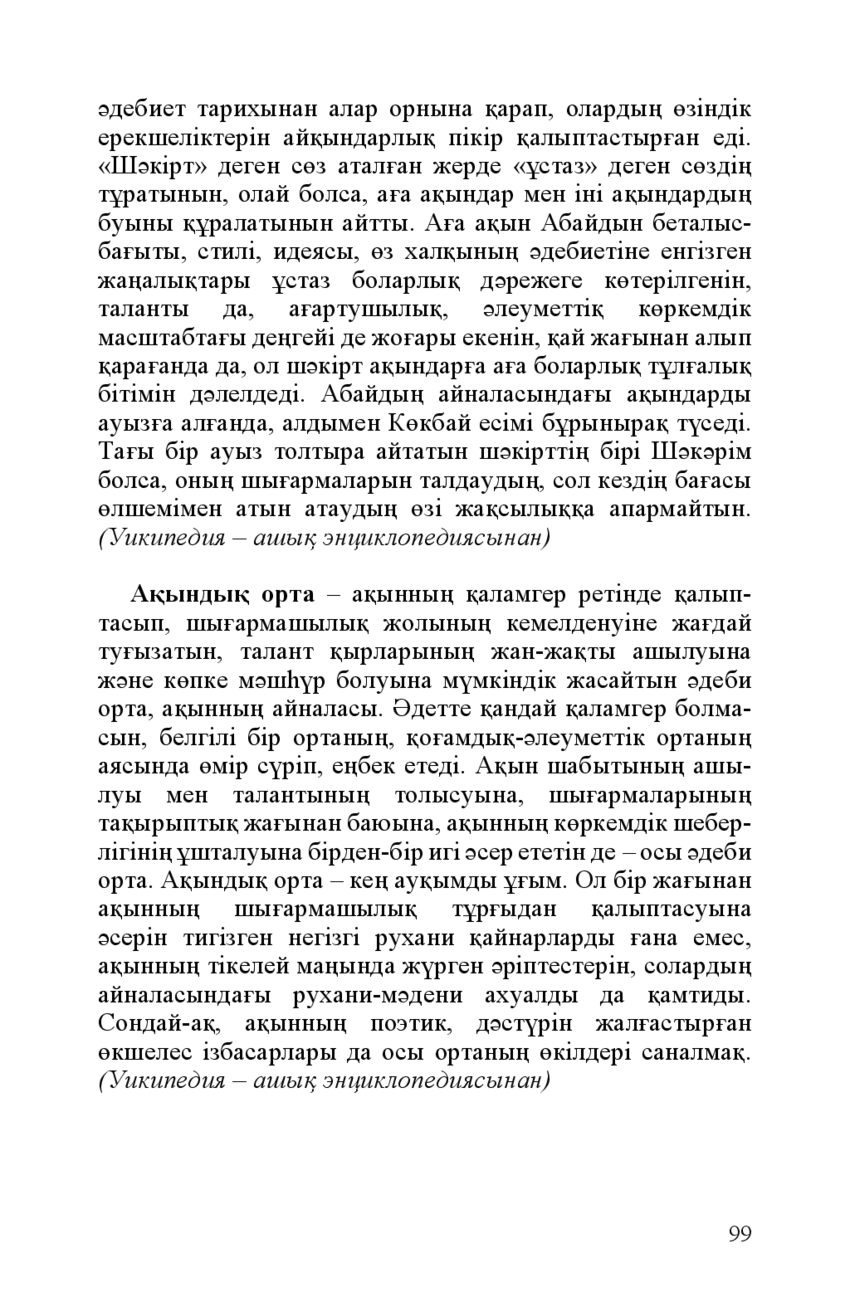 әдебиет тарихынан алар орнына қарап, олардың өзіндік
ерекшеліктерін айқындарлық пікір қалыптастырған еді.
«Шәкірт» деген сөз аталған жерде «ұстаз» деген сөздің
тұратынын, олай болса, аға ақындар мен іні ақындардың
буыны құралатынын айтты. Аға ақын Абайдын беталыс-
бағыты, стилі, идеясы, өз халқының әдебиетіне енгізген
жаңалықтары ұстаз боларлық дәрежеге көтерілгенін,
таланты да, ағартушылық, әлеуметтіқ көркемдік
масштабтағы деңгейі де жоғары екенін, қай жағынан алып
қарағанда да, ол шәкірт ақындарға аға боларлық тұлғалық
бітімін дәлелдеді. Абайдың айналасындағы ақындарды
ауызға алғанда, алдымен Көкбай есімі бұрынырақ түседі.
Тағы бір ауыз толтыра айтатын шәкірттің бірі Шәкәрім
болса, оның шығармаларын талдаудың, сол кездің бағасы
өлшемімен атын атаудың өзі жақсылыққа апармайтын.
(Уикипедия – ашық энциклопедиясынан)
Ақындық орта – ақынның қаламгер ретінде қалып-
тасып, шығармашылық жолының кемелденуіне жағдай
туғызатын, талант қырларының жан-жақты ашылуына
және көпке мәшһүр болуына мүмкіндік жасайтын әдеби
орта, ақынның айналасы. Әдетте қандай қаламгер болма-
сын, белгілі бір ортаның, қоғамдық-әлеуметтік ортаның
аясында өмір сүріп, еңбек етеді. Ақын шабытының ашы-
луы мен талантының толысуына, шығармаларының
тақырыптық жағынан баюына, ақынның көркемдік шебер-
лігінің ұшталуына бірден-бір игі әсер ететін де – осы әдеби
орта. Ақындық орта – кең ауқымды ұғым. Ол бір жағынан
ақынның шығармашылық тұрғыдан қалыптасуына
әсерін тигізген негізгі рухани қайнарларды ғана емес,
ақынның тікелей маңында жүрген әріптестерін, солардың
айналасындағы рухани-мәдени ахуалды да қамтиды.
Сондай-ақ, ақынның поэтик, дәстүрін жалғастырған
өкшелес ізбасарлары да осы ортаның өкілдері саналмақ.
(Уикипедия – ашық энциклопедиясынан)
99